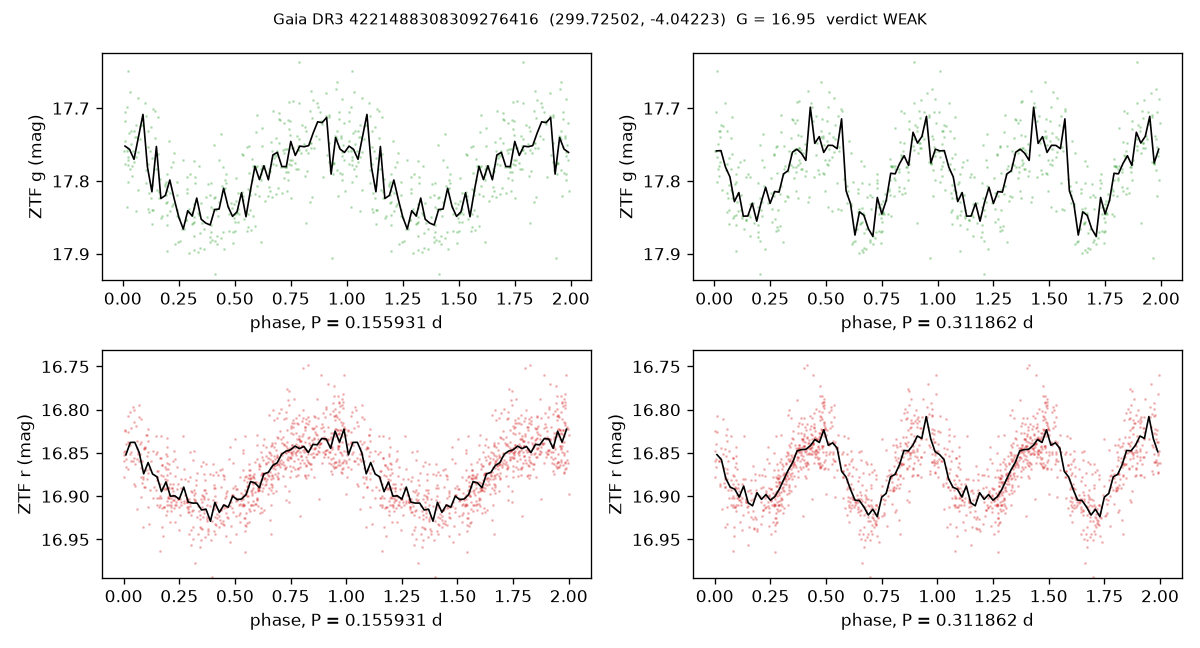 Gaia DR3 4221488308309276416 (299.72502, -4.04223) G = 16.95 verdict WEAK
ZTF g (mag)
17.7
17.8
17.9
0.00 0.25 0.50 0.75 1.00 1.25 1.50 1.75 2.00
phase, P = 0.155931 d
ZTF g (mag)
17.7
17.8
17.9
0.00 0.25 0.50 0.75 1.00 1.25 1.50 1.75 2.00
phase, P = 0.311862 d
ZTF r (mag)
16.75
16.80
16.85
16.90
16.95
0.00 0.25 0.50 0.75 1.00 1.25 1.50 1.75 2.00
phase, P = 0.155931 d
ZTF r (mag)
16.75
16.80
16.85
16.90
16.95
0.00 0.25 0.50 0.75 1.00 1.25 1.50 1.75 2.00
phase, P = 0.311862 d